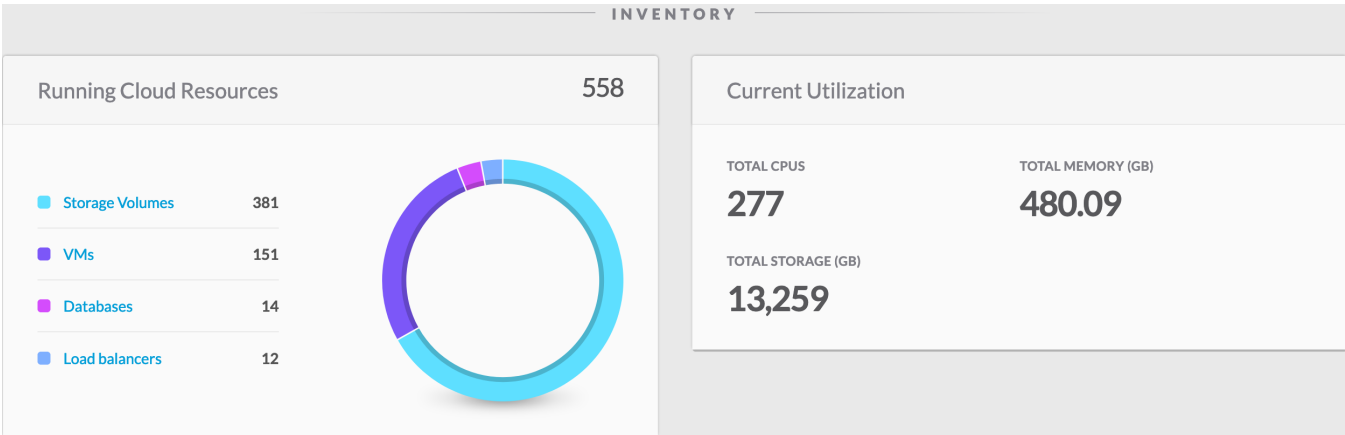 INVENTORY
Running Cloud Resources 558
Storage Volumes 381
VMs 151
Databases 14
Load balancers 12
Current Utilization
TOTAL CPUS TOTAL MEMORY (GB)
277 480.09
TOTAL STORAGE (GB)
13,259